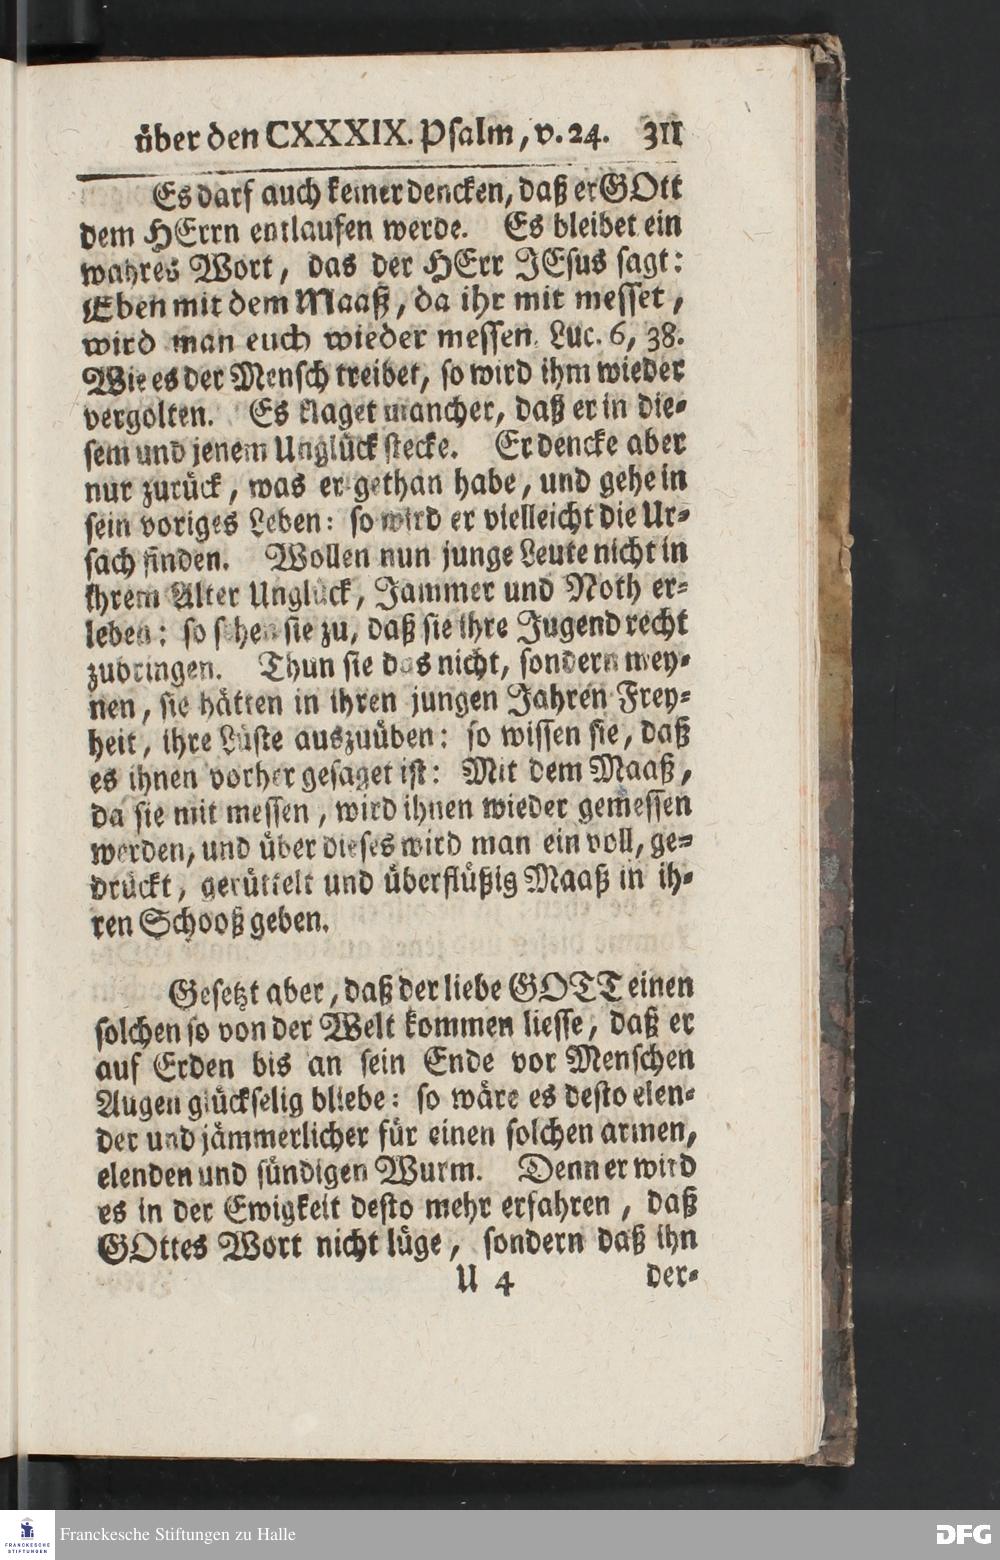 über den CXXXIX. Psalm, v. 24. 311
Es darf auch keiner dencken, daß er GOtt
dem HErrn entlaufen werde. Es bleibet ein
wahres Wort, das der HErr JEsus sagt:
Eben mit dem Maaß, da ihr mit messet,
wird man euch wieder messen. Luc. 6, 38.
Wie es der Mensch treibet, so wird ihm wieder
vergolten. Es klaget mancher, daß er in die-
sem und jenem Unglück stecke. Er dencke aber
nur zurück, was er gethan habe, und gehe in
sein voriges Leben: so wird er vielleicht die Ur-
sach finden. Wollen nun junge Leute nicht in
ihrem Alter Unglück, Jammer und Noth er-
leben: so sehen sie zu, daß sie ihre Jugend recht
zubringen. Thun sie das nicht, sondern mey-
nen, sie hätten in ihren jungen Jahren Frey-
heit, ihre Lüste auszuüben: so wissen sie, daß
es ihnen vorher gesaget ist: Mit dem Maaß,
da sie mit messen, wird ihnen wieder gemessen
werden, und über dieses wird man ein voll, ge-
drückt, gerüttelt und überflüßig Maaß in ih-
ren Schooß geben.
Gesetzt aber, daß der liebe GOTT einen
solchen so von der Welt kommen liesse, daß er
auf Erden bis an sein Ende vor Menschen
Augen glückselig bliebe: so wäre es desto elen-
der und jämmerlicher für einen solchen armen,
elenden und sündigen Wurm. Denn er wird
es in der Ewigkeit desto mehr erfahren, daß
GOttes Wort nicht lüge, sondern daß ihn
U 4 der-
FRANCKESCHE STIFTUNGEN
Franckesche Stiftungen zu Halle
DFG